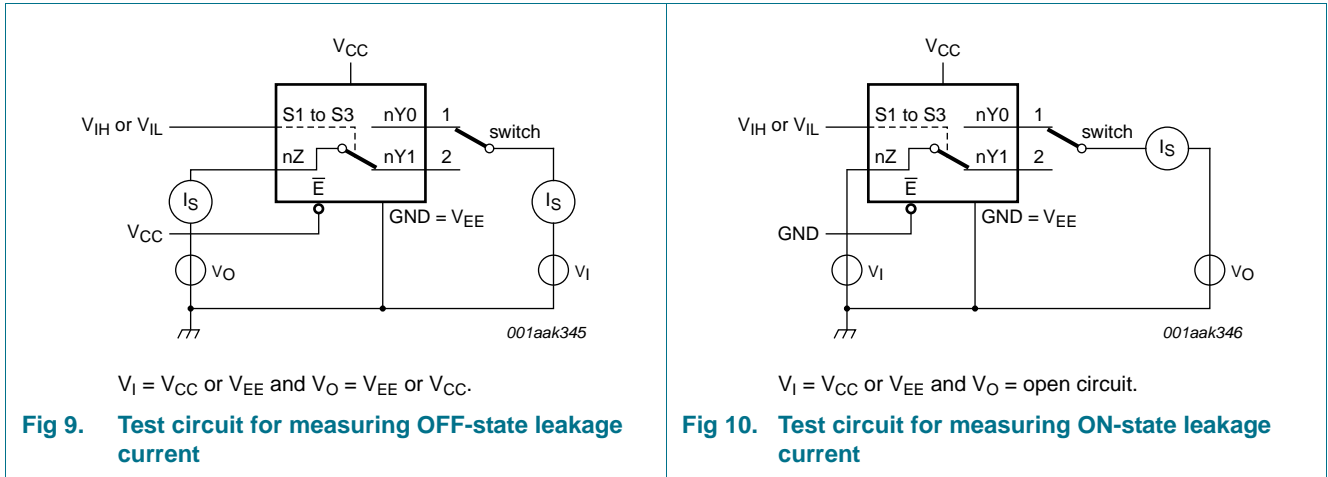 VCC
S1 to S3 nY0 1
VIH or VIL
switch
nZ nY1 2
E
IS
IS
GND = VEE
VCC
VO
VI
001aak345
VI = VCC or VEE and VO = VEE or VCC.
Fig 9. Test circuit for measuring OFF-state leakage
current
VCC
S1 to S3 nY0 1
VIH or VIL
switch
IS
nZ nY1 2
E
GND = VEE
GND
VI
VO
001aak346
VI = VCC or VEE and VO = open circuit.
Fig 10. Test circuit for measuring ON-state leakage
current